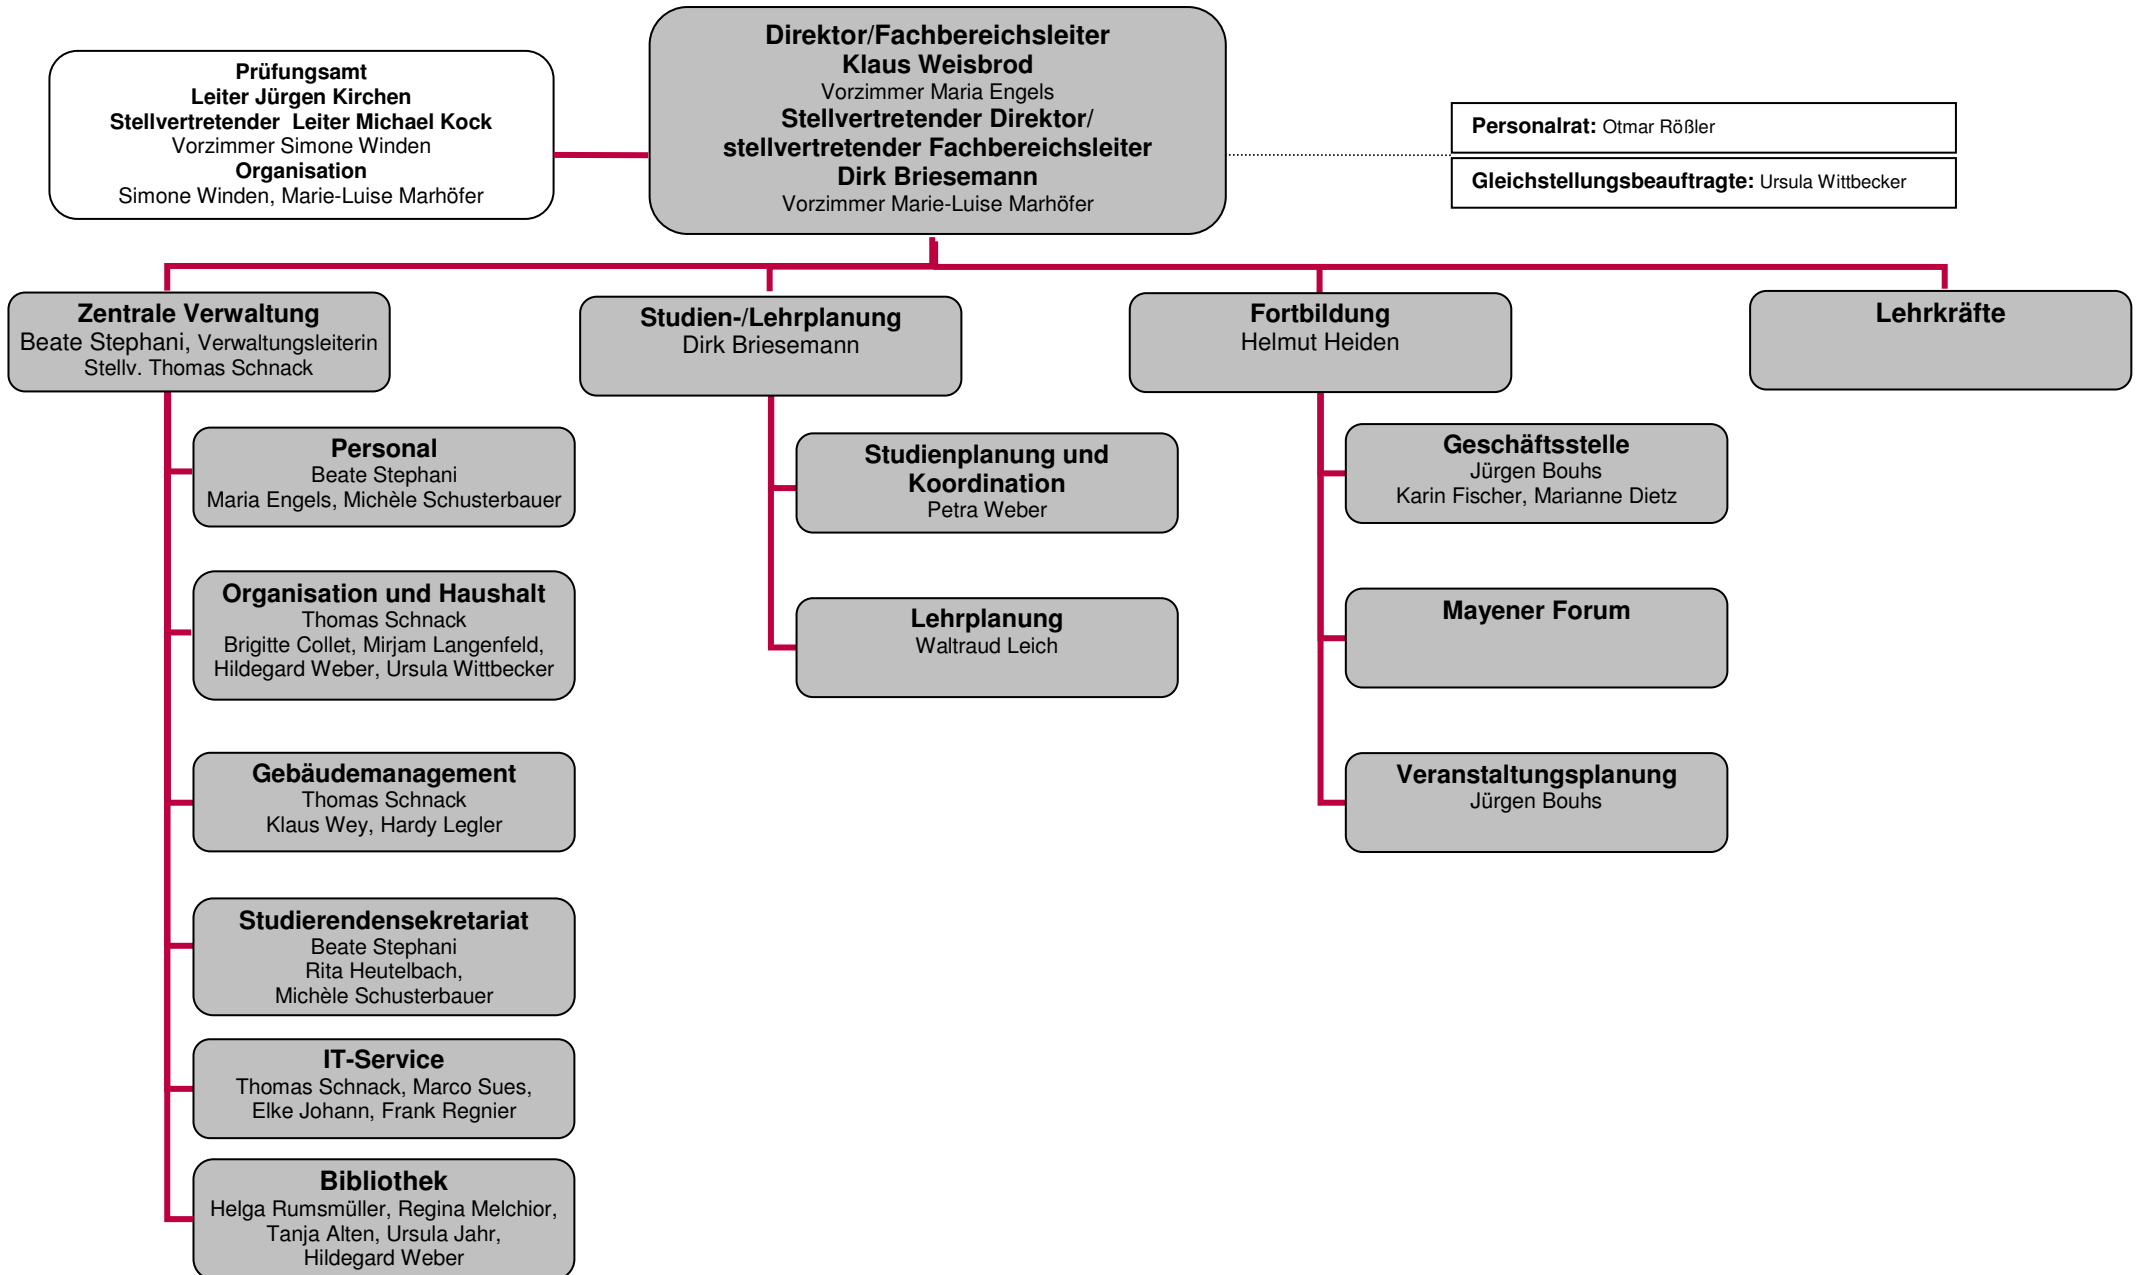 Prüfungsamt
Leiter Jürgen Kirchen
Stellvertretender  Leiter Michael Kock
Vorzimmer Simone Winden
Organisation
Simone Winden, Marie-Luise Marhöfer
Direktor/Fachbereichsleiter
Klaus Weisbrod
Vorzimmer Maria Engels
Stellvertretender Direktor/
stellvertretender Fachbereichsleiter
Dirk Briesemann
Vorzimmer Marie-Luise Marhöfer
Personalrat: Otmar Rößler
Gleichstellungsbeauftragte: Ursula Wittbecker
Zentrale Verwaltung
Beate Stephani, Verwaltungsleiterin
Stellv. Thomas Schnack
Personal
Beate Stephani
Maria Engels, Michèle Schusterbauer
Organisation und Haushalt
Thomas Schnack
Brigitte Collet, Mirjam Langenfeld,
Hildegard Weber, Ursula Wittbecker
Gebäudemanagement
Thomas Schnack
Klaus Wey, Hardy Legler
Studierendensekretariat
Beate Stephani
Rita Heutelbach,
Michèle Schusterbauer
IT-Service
Thomas Schnack, Marco Sues,
Elke Johann, Frank Regnier
Bibliothek
Helga Rumsmüller, Regina Melchior,
Tanja Alten, Ursula Jahr,
Hildegard Weber
Studien-/Lehrplanung
Dirk Briesemann
Studienplanung und
Koordination
Petra Weber
Lehrplanung
Waltraud Leich
Fortbildung
Helmut Heiden
Geschäftsstelle
Jürgen Bouhs
Karin Fischer, Marianne Dietz
Mayener Forum
Veranstaltungsplanung
Jürgen Bouhs
Lehrkräfte